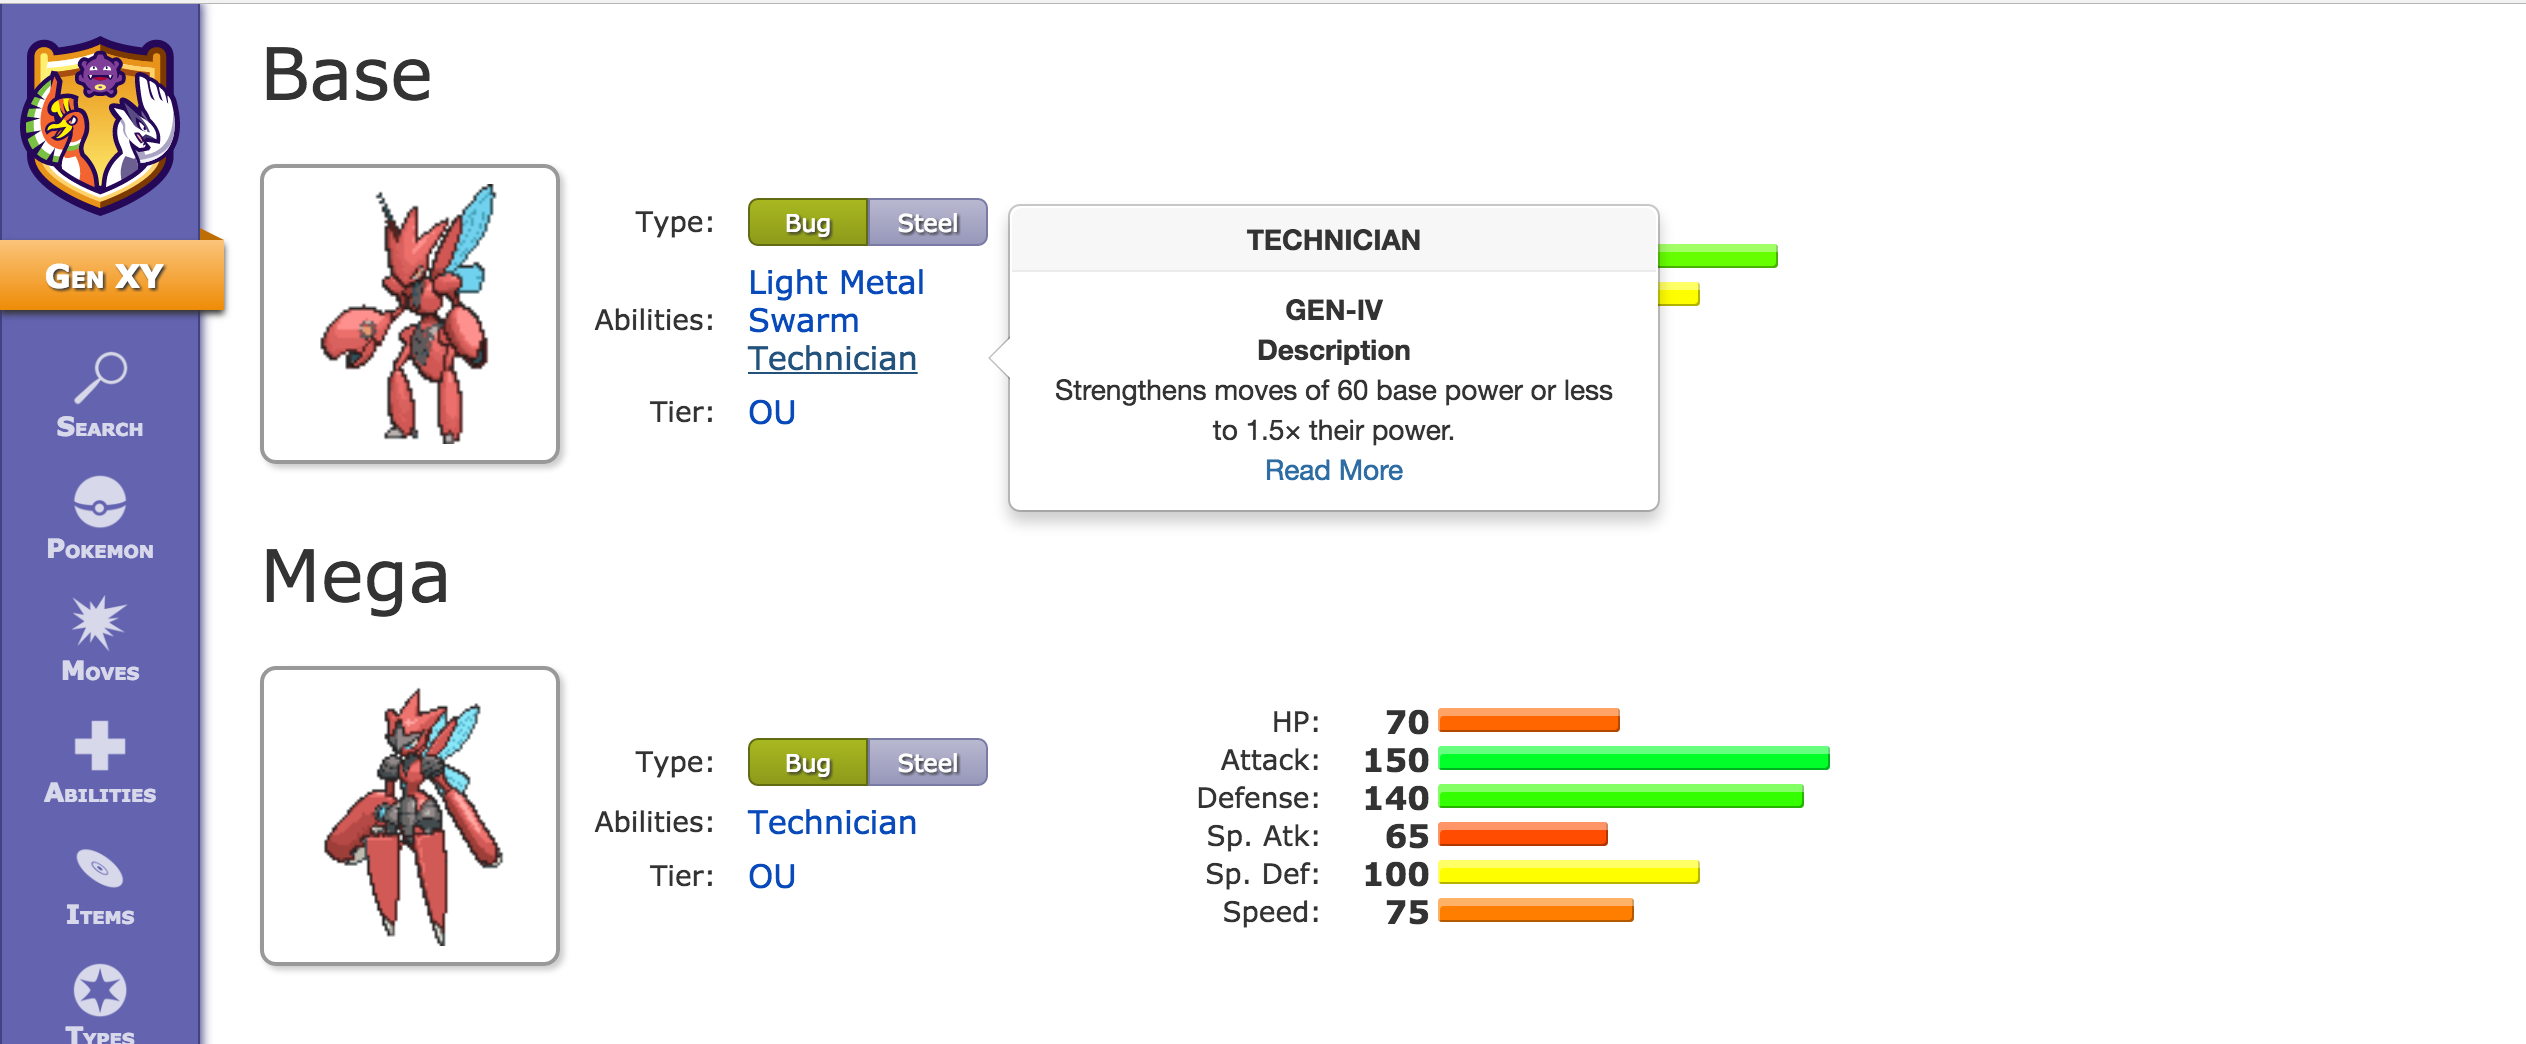 Base
GEN XY
Type: Bug Steel
Abilities: Light Metal
Swarm
Technician
Tier: OU
TECHNICIAN
GEN-IV
Description
Strengthens moves of 60 base power or less
to 1.5× their power.
Read More
SEARCH
POKEMON
MOVES
ABILITIES
ITEMS
TYPES
Mega
Type: Bug Steel
Abilities: Technician
Tier: OU
HP: 70
Attack: 150
Defense: 140
Sp. Atk: 65
Sp. Def: 100
Speed: 75